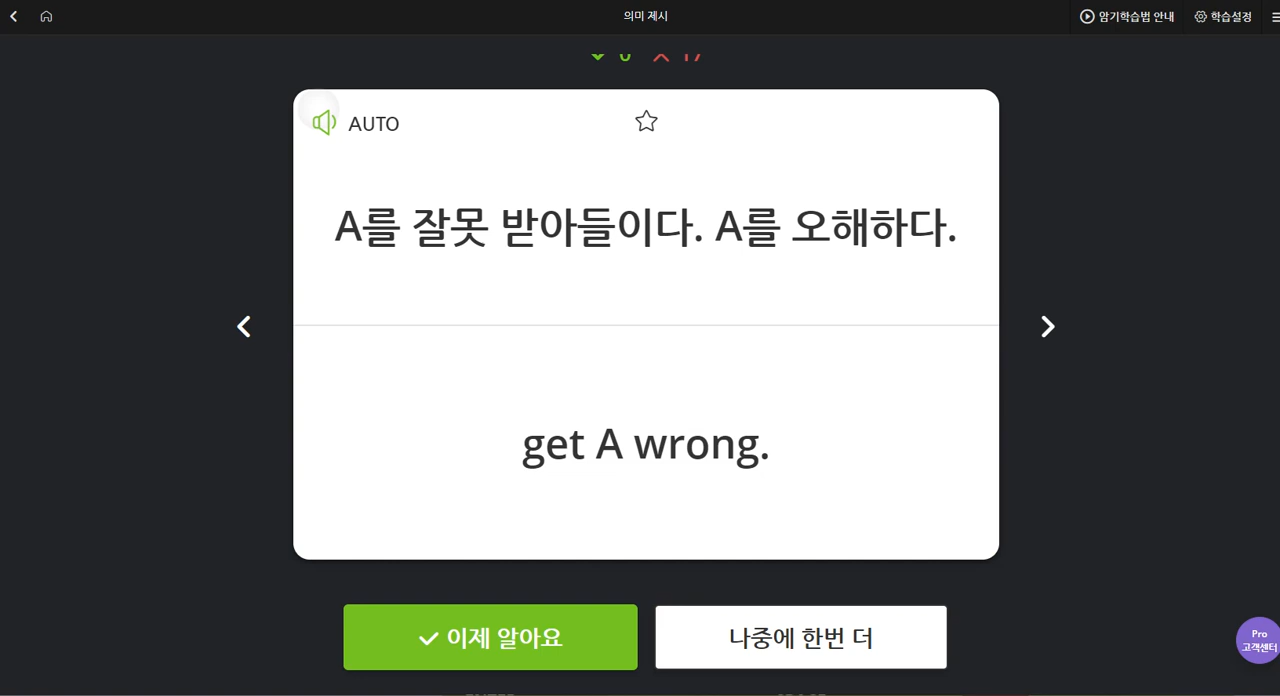 의미 제시
암기학습법 안내
학습설정
AUTO
A를 잘못 받아들이다. A를 오해하다.
get A wrong.
이제 알아요
나중에 한번 더
Pro
고객센터